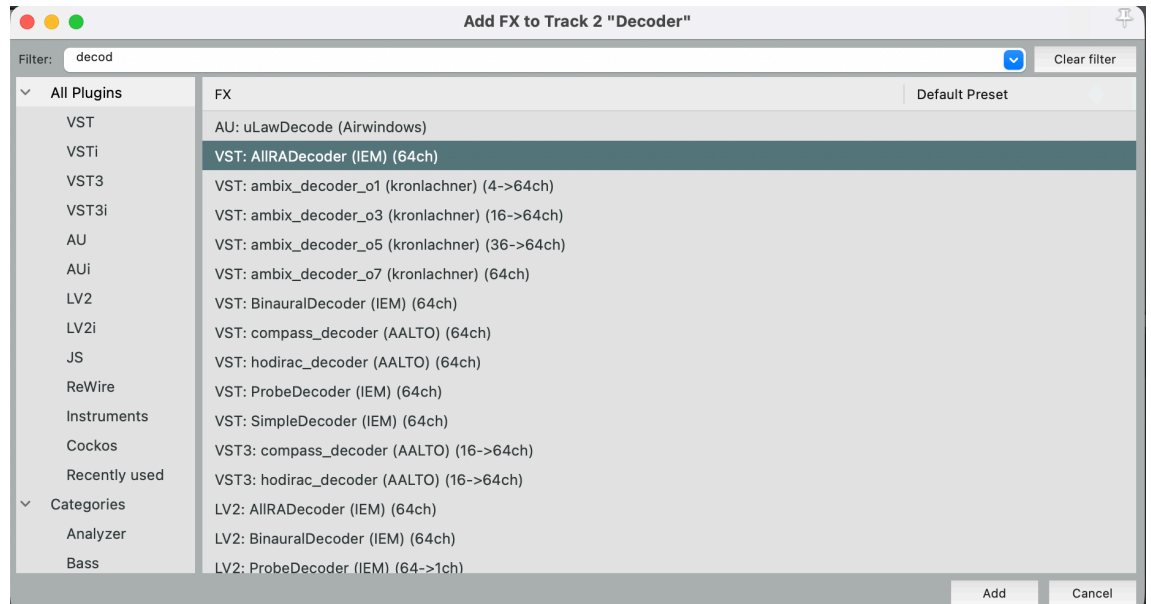 Add FX to Track 2 "Decoder"
Filter: decod Clear filter
All Plugins
VST
VSTi
VST3
VST3i
AU
AUi
LV2
LV2i
JS
ReWire
Instruments
Cockos
Recently used
Categories
Analyzer
Bass
FX Default Preset
AU: uLawDecode (Airwindows)
VST: AllRADecoder (IEM) (64ch)
VST: ambix_decoder_o1 (kronlachner) (4->64ch)
VST: ambix_decoder_o3 (kronlachner) (16->64ch)
VST: ambix_decoder_o5 (kronlachner) (36->64ch)
VST: ambix_decoder_o7 (kronlachner) (64ch)
VST: BinauralDecoder (IEM) (64ch)
VST: compass_decoder (AALTO) (64ch)
VST: hodirac_decoder (AALTO) (64ch)
VST: ProbeDecoder (IEM) (64ch)
VST: SimpleDecoder (IEM) (64ch)
VST3: compass_decoder (AALTO) (16->64ch)
VST3: hodirac_decoder (AALTO) (16->64ch)
LV2: AllRADecoder (IEM) (64ch)
LV2: BinauralDecoder (IEM) (64ch)
LV2: ProbeDecoder (IEM) (64->1ch)
Add Cancel